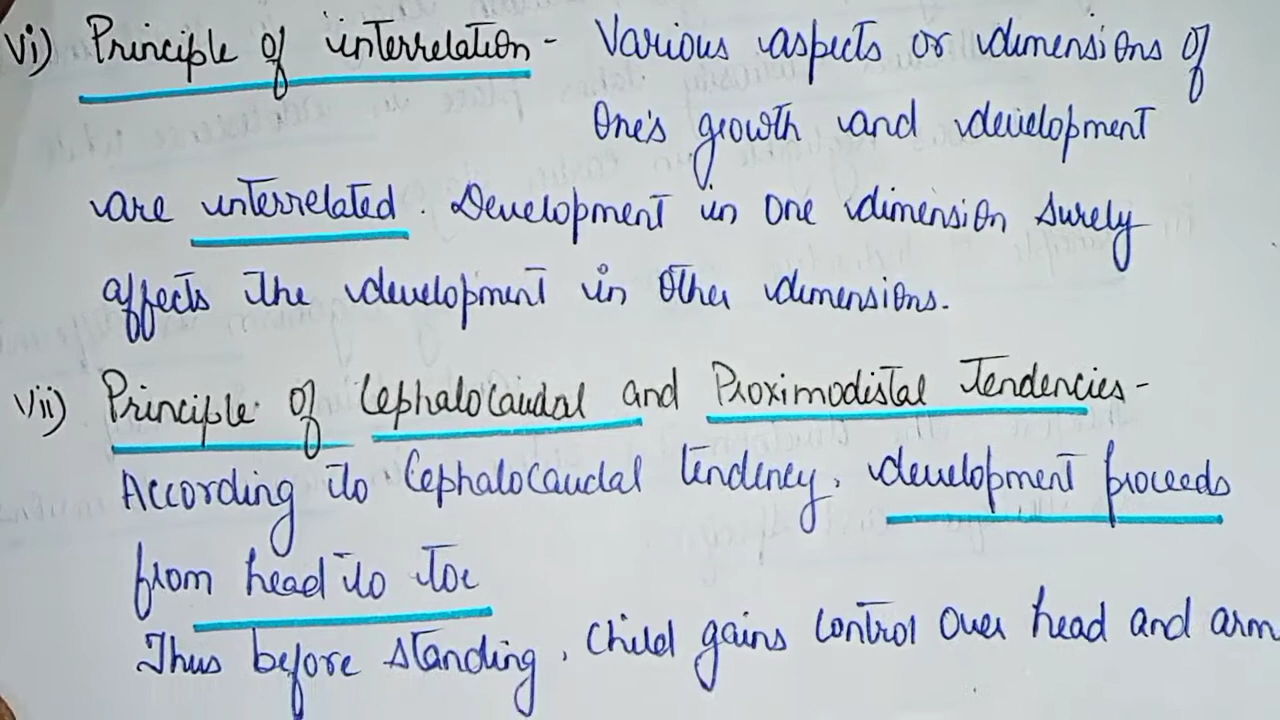 vi) Principle of interrelation - Various aspects or dimensions of
One's growth and development
are interrelated. Development in one dimension surely
affects the development in other dimensions.
vii) Principle of Cephalocaudal and Proximodistal Tendencies -
According to Cephalocaudal tendency, development proceeds
from head to toe
Thus before standing, Child gains control over head and arm